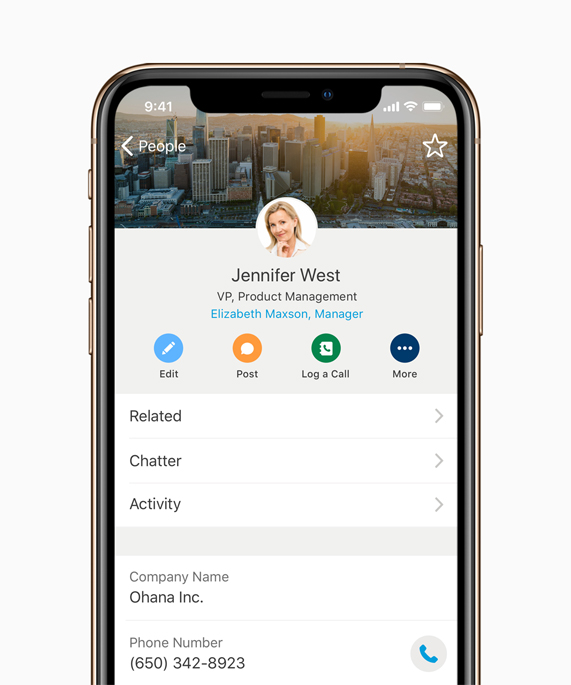 9:41
People
Jennifer West
VP, Product Management
Elizabeth Maxson, Manager
Edit Post Log a Call More
Related
Chatter
Activity
Company Name
Ohana Inc.
Phone Number
(650) 342-8923